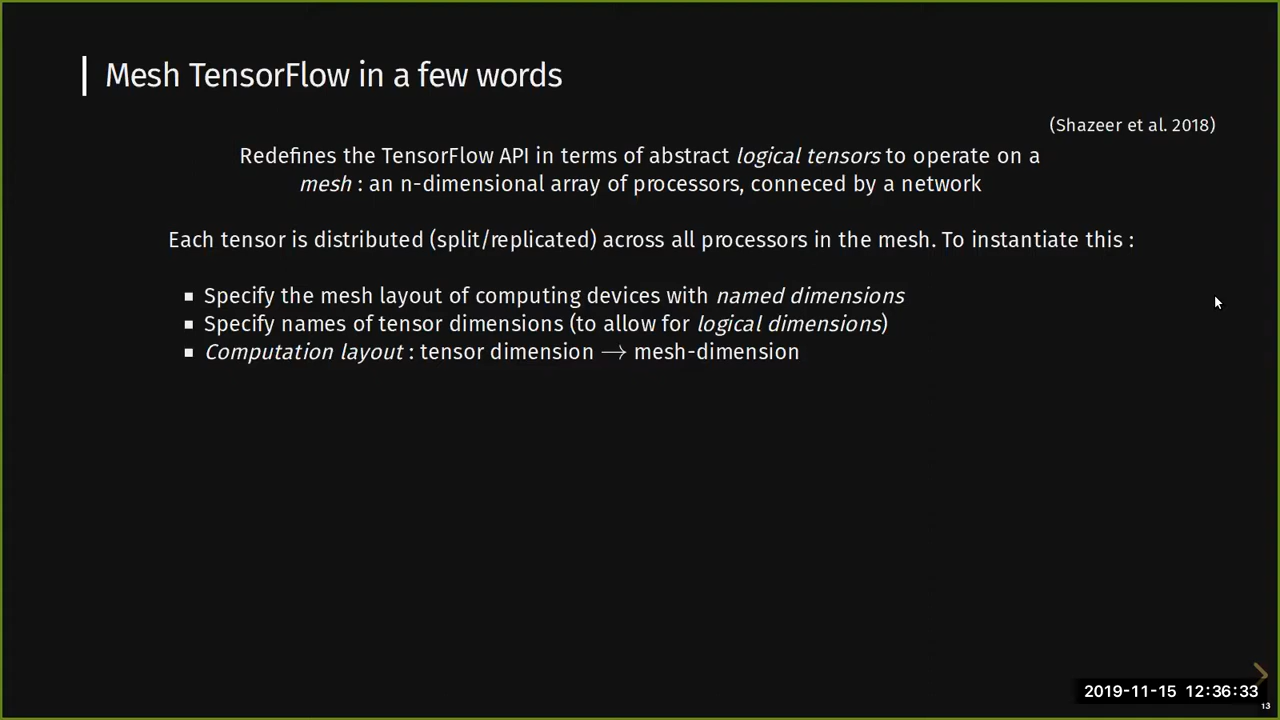 Mesh TensorFlow in a few words
(Shazeer et al. 2018)
Redefines the TensorFlow API in terms of abstract logical tensors to operate on a
mesh : an n-dimensional array of processors, conneced by a network
Each tensor is distributed (split/replicated) across all processors in the mesh. To instantiate this :
▪ Specify the mesh layout of computing devices with named dimensions
▪ Specify names of tensor dimensions (to allow for logical dimensions)
▪ Computation layout : tensor dimension → mesh-dimension
2019-11-15 12:36:33
13